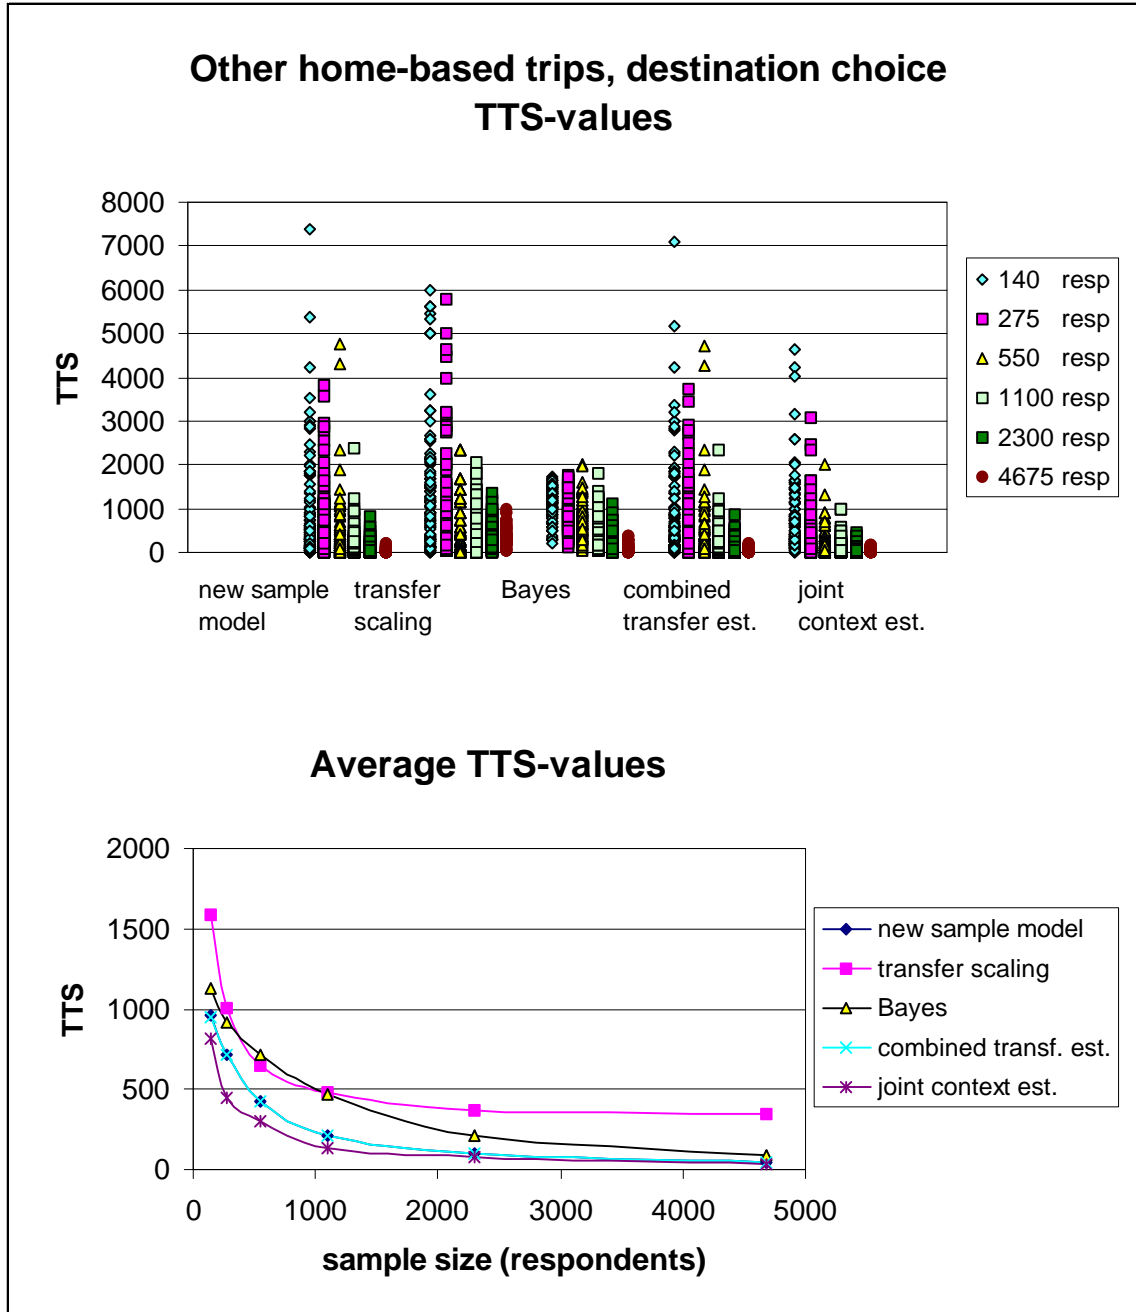 Other home-based trips, destination choice
TTS-values
8000
7000
6000
5000
4000
3000
2000
1000
0
TTS
new sample model
transfer scaling
Bayes
combined transfer est.
joint context est.
140 resp
275 resp
550 resp
1100 resp
2300 resp
4675 resp
Average TTS-values
2000
1500
1000
500
0
TTS
0 1000 2000 3000 4000 5000
sample size (respondents)
new sample model
transfer scaling
Bayes
combined transf. est.
joint context est.